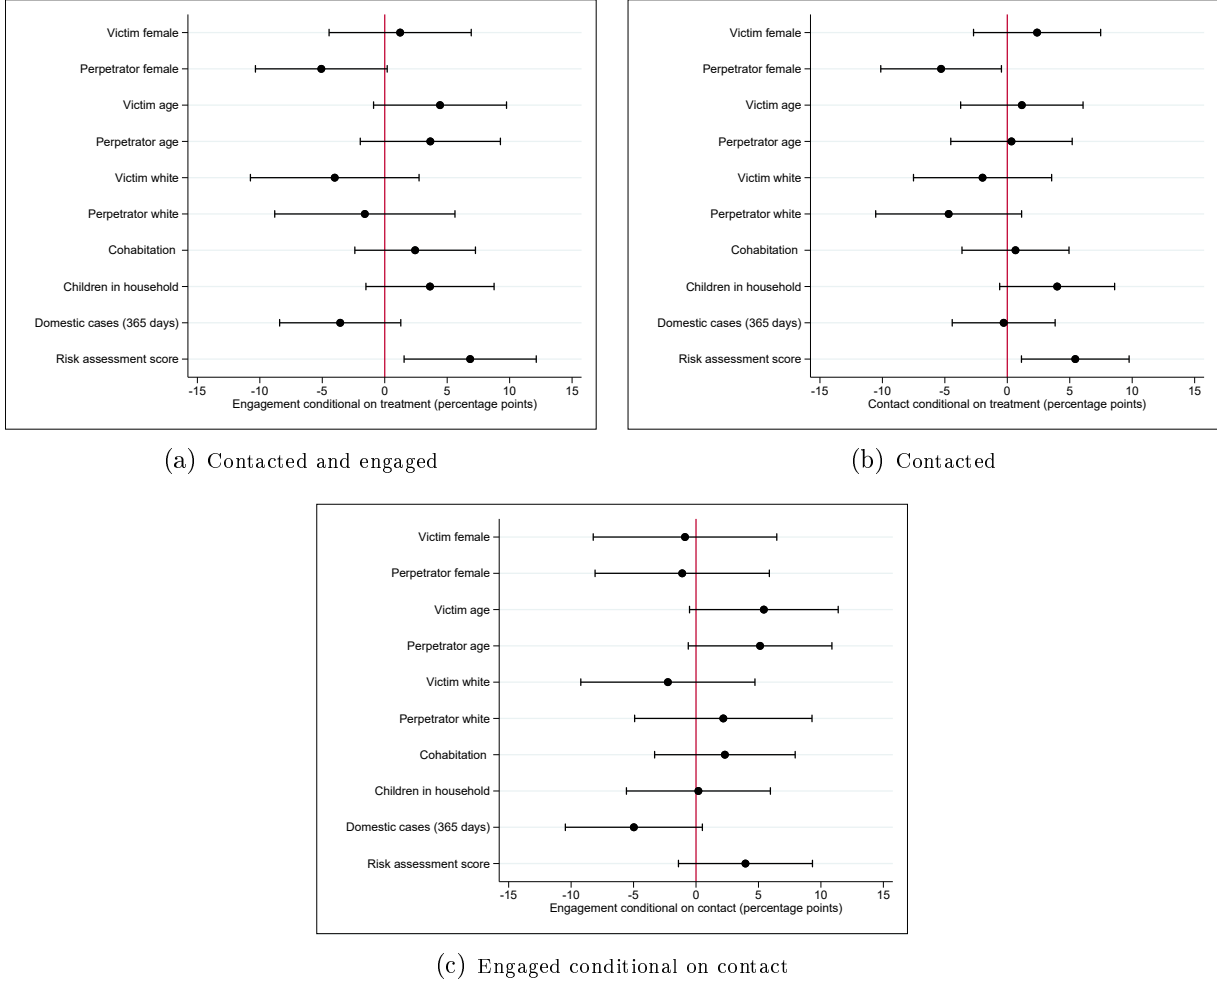 Victim female
Perpetrator female
Victim age
Perpetrator age
Victim white
Perpetrator white
Cohabitation
Children in household
Domestic cases (365 days)
Risk assessment score
-15 -10 -5 0 5 10 15
Engagement conditional on treatment (percentage points)
(a) Contacted and engaged
Victim female
Perpetrator female
Victim age
Perpetrator age
Victim white
Perpetrator white
Cohabitation
Children in household
Domestic cases (365 days)
Risk assessment score
-15 -10 -5 0 5 10 15
Contact conditional on treatment (percentage points)
(b) Contacted
Victim female
Perpetrator female
Victim age
Perpetrator age
Victim white
Perpetrator white
Cohabitation
Children in household
Domestic cases (365 days)
Risk assessment score
-15 -10 -5 0 5 10 15
Engagement conditional on contact (percentage points)
(c) Engaged conditional on contact